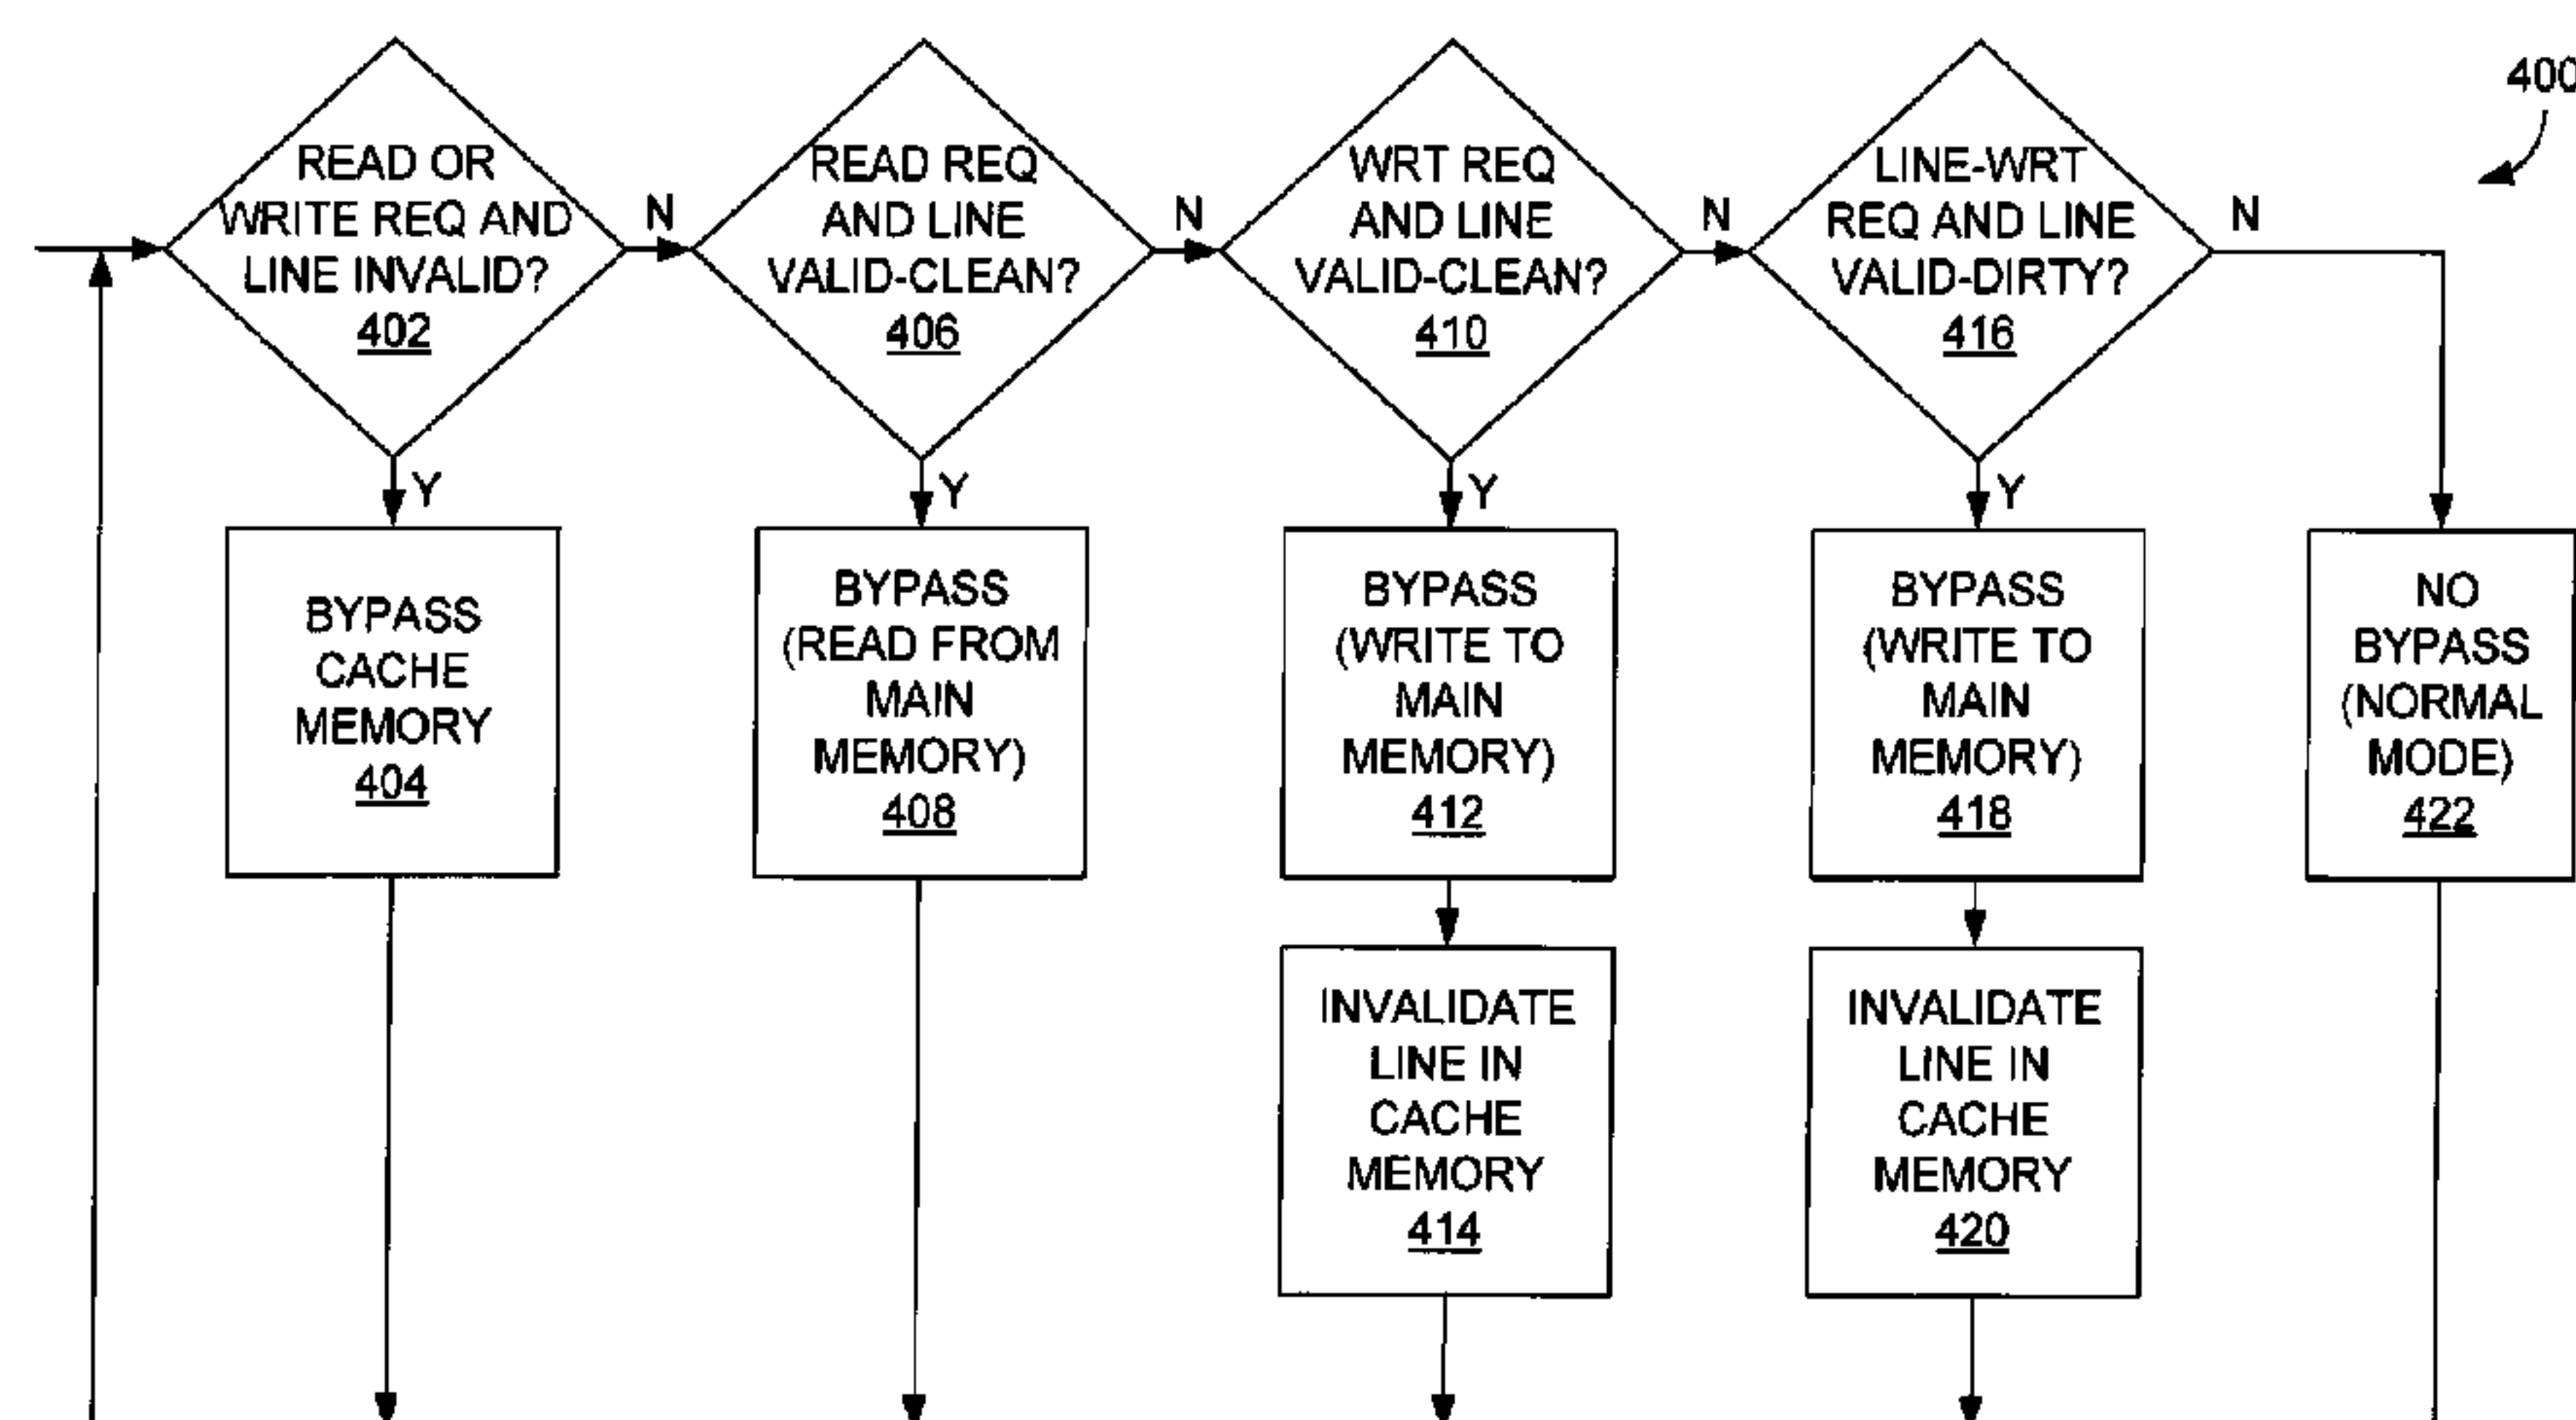 400
READ OR
WRITE REQ AND
LINE INVALID?
402
N
READ REQ
AND LINE
VALID-CLEAN?
406
N
WRT REQ
AND LINE
VALID-CLEAN?
410
N
LINE-WRT
REQ AND LINE
VALID-DIRTY?
416
N
Y
Y
Y
Y
BYPASS
CACHE
MEMORY
404
BYPASS
(READ FROM
MAIN
MEMORY)
408
BYPASS
(WRITE TO
MAIN
MEMORY)
412
BYPASS
(WRITE TO
MAIN
MEMORY)
418
NO
BYPASS
(NORMAL
MODE)
422
INVALIDATE
LINE IN
CACHE
MEMORY
414
INVALIDATE
LINE IN
CACHE
MEMORY
420